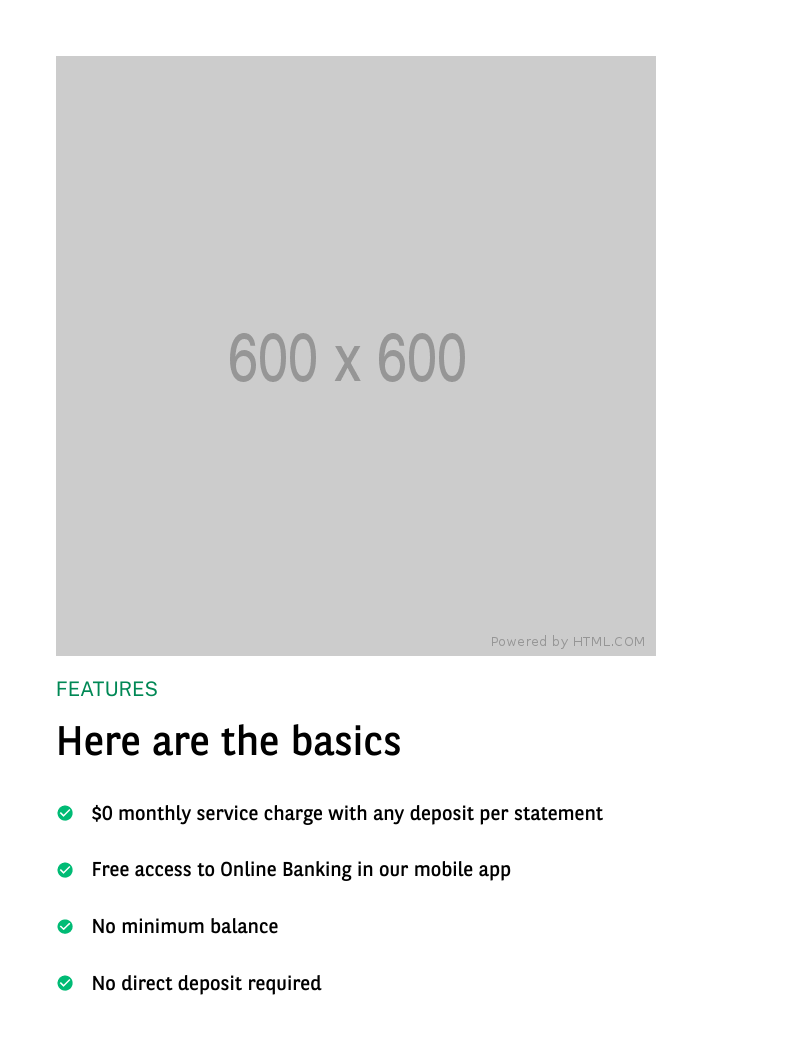 600 x 600
Powered by HTML.COM
FEATURES
Here are the basics
$0 monthly service charge with any deposit per statement
Free access to Online Banking in our mobile app
No minimum balance
No direct deposit required